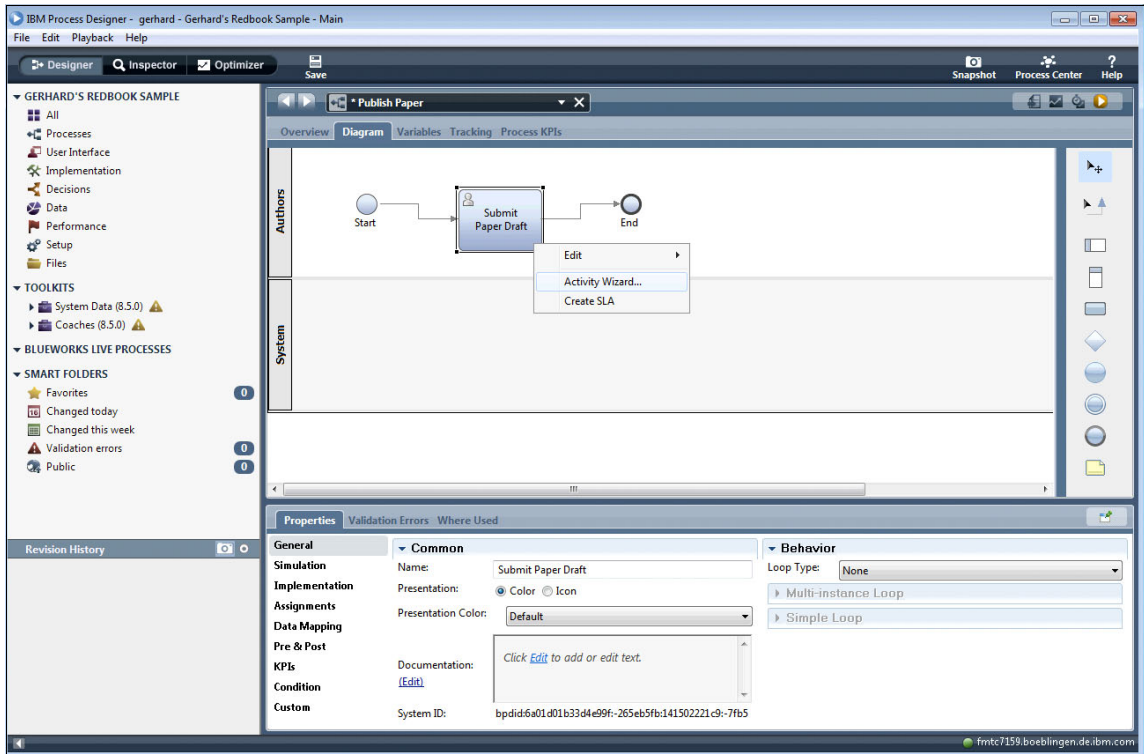 IBM Process Designer - gerhard - Gerhard's Redbook Sample - Main
File Edit Playback Help
Designer Inspector Optimizer Save Snapshot Process Center Help
GERHARD'S REDBOOK SAMPLE
All
Processes
User Interface
Implementation
Decisions
Data
Performance
Setup
Files
TOOLKITS
System Data (8.5.0)
Coaches (8.5.0)
BLUEWORKS LIVE PROCESSES
SMART FOLDERS
Favorites 0
16 Changed today
Changed this week
Validation errors 0
Public 0
Revision History
* Publish Paper
Overview Diagram Variables Tracking Process KPIs
Authors
Start
Submit
Paper Draft
End
Edit
Activity Wizard...
Create SLA
System
Properties Validation Errors Where Used
General
Simulation
Implementation
Assignments
Data Mapping
Pre & Post
KPIs
Condition
Custom
Common
Name: Submit Paper Draft
Presentation: Color Icon
Presentation Color: Default
Documentation:
(Edit)
Click Edit to add or edit text.
System ID: bpdid:6a01d01b33d4e99f:-265eb5fb:141502221c9:-7fb5
Behavior
Loop Type: None
Multi-instance Loop
Simple Loop
fmtc7159.boeblingen.de.ibm.com